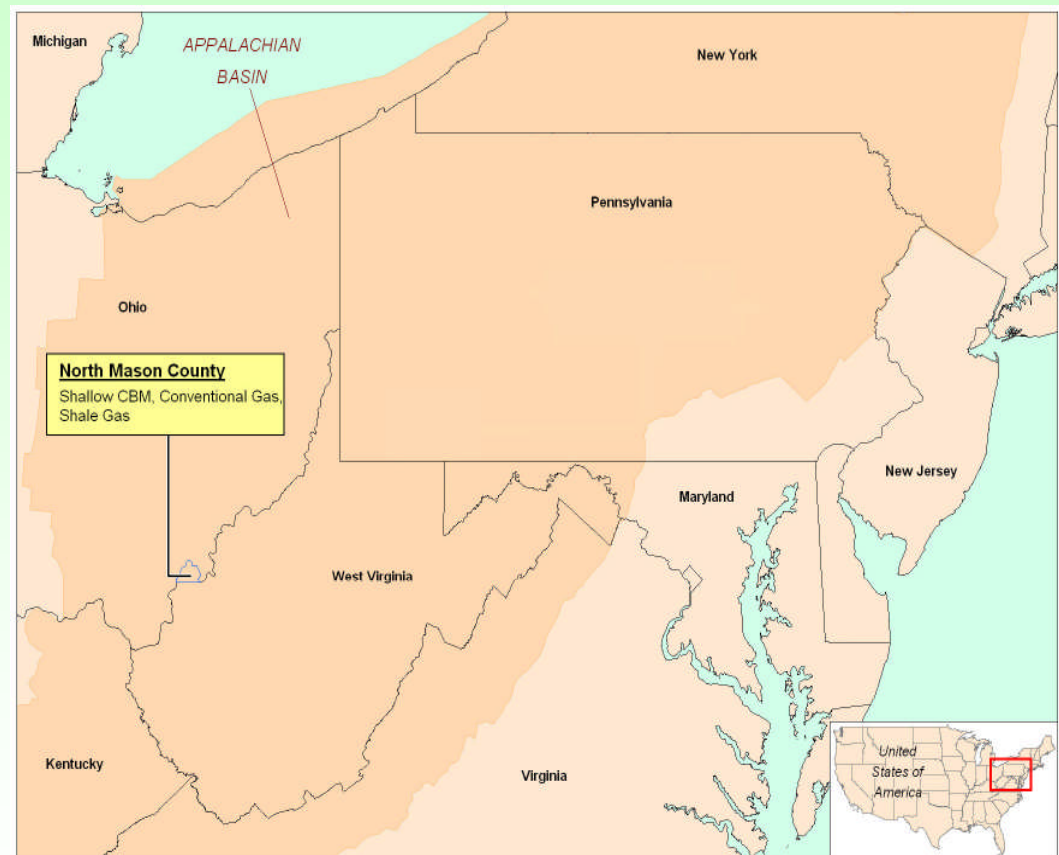 Michigan
APPALACHIAN
BASIN
New York
Pennsylvania
Ohio
North Mason County
Shallow CBM, Conventional Gas,
Shale Gas
New Jersey
Maryland
West Virginia
Kentucky
Virginia
United
States of
America